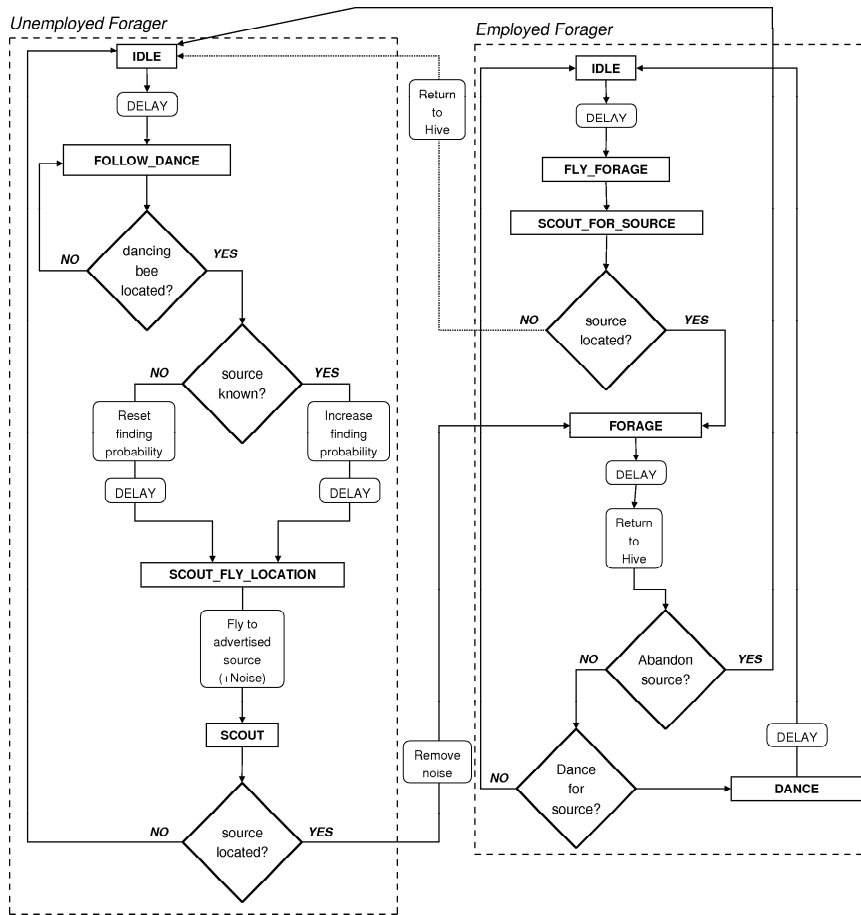 Unemployed Forager
IDLE
DELAY
FOLLOW_DANCE
dancing
bee
located?
NO
YES
source
known?
NO
YES
Reset
finding
probability
Increase
finding
probability
DELAY
DELAY
SCOUT_FLY_LOCATION
Fly to
advertised
source
(+Noise)
SCOUT
source
located?
NO
YES
Return
to
Hive
Remove
noise
Employed Forager
IDLE
DELAY
FLY_FORAGE
SCOUT_FOR_SOURCE
source
located?
NO
YES
FORAGE
DELAY
Return
to
Hive
Abandon
source?
NO
YES
Dance
for
source?
NO
DELAY
DANCE